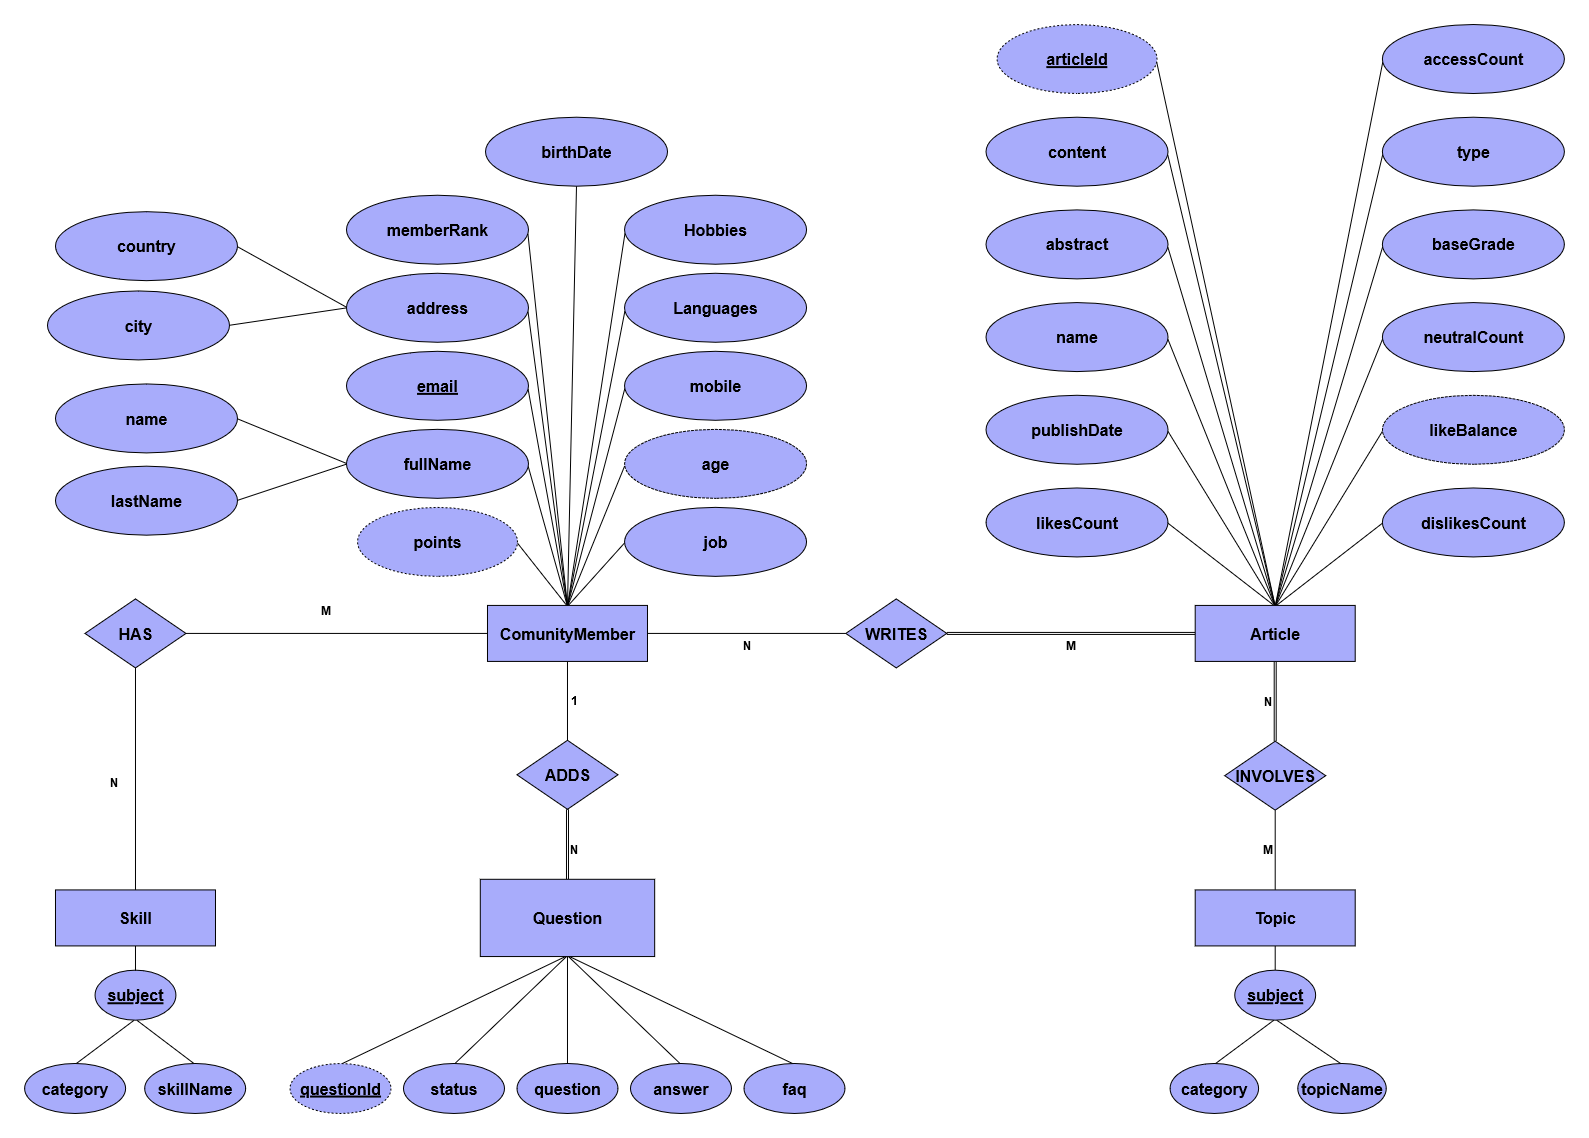 articleId
accessCount
birthDate
content
type
memberRank
Hobbies
country
abstract
baseGrade
address
Languages
city
name
neutralCount
email
mobile
name
publishDate
likeBalance
fullName
age
lastName
likesCount
dislikesCount
points
job
M
HAS
ComunityMember
N
WRITES
M
Article
1
N
ADDS
INVOLVES
N
N
M
Skill
Question
Topic
subject
subject
category
skillName
questionId
status
question
answer
faq
category
topicName